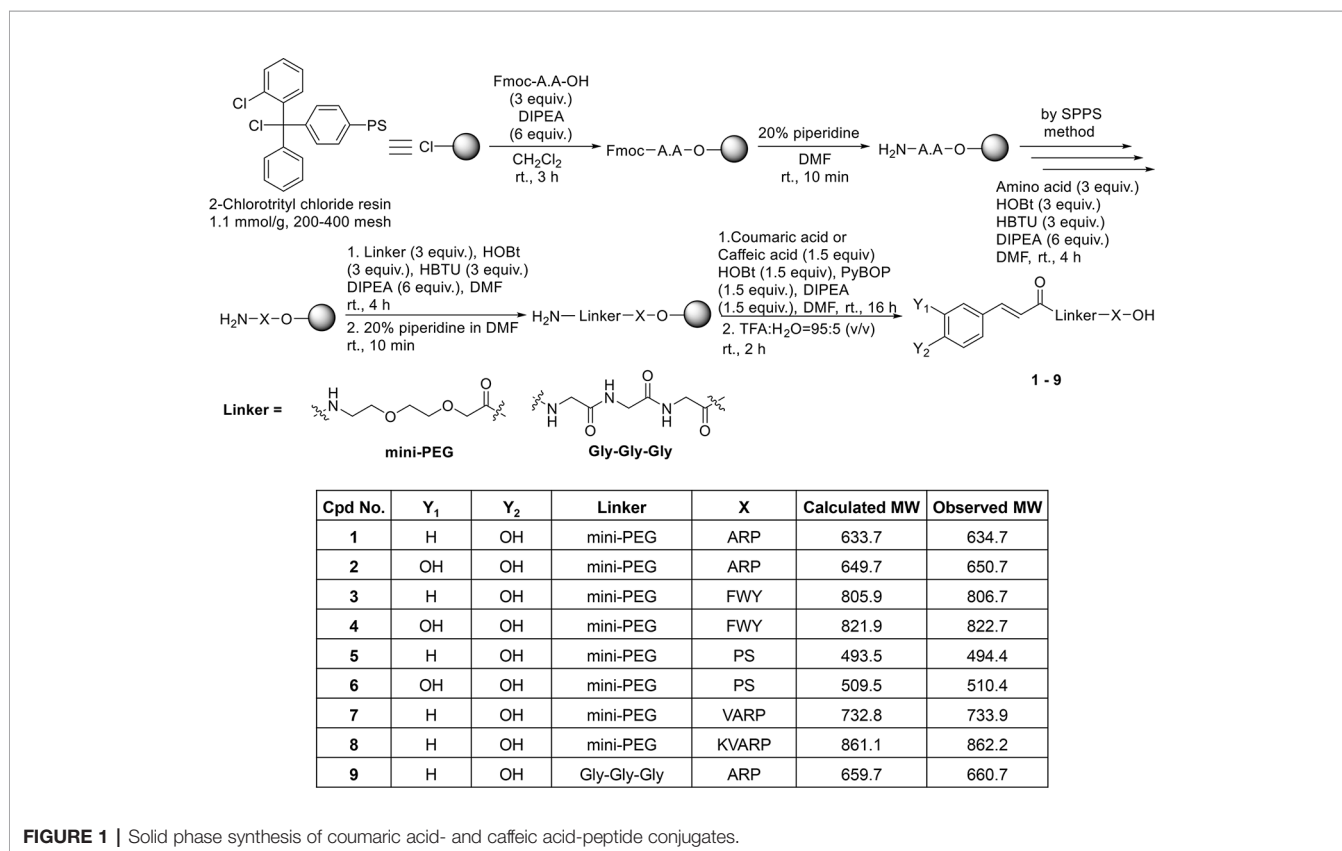 Cl
Cl
PS
2-Chlorotrityl chloride resin
1.1 mmol/g, 200-400 mesh
Cl
Fmoc-A.A-OH
(3 equiv.)
DIPEA
(6 equiv.)
CH2Cl2
rt., 3 h
Fmoc–A.A–O
20% piperidine
DMF
rt., 10 min
H2N–A.A–O
by SPPS
method
Amino acid (3 equiv.)
HOBt (3 equiv.)
HBTU (3 equiv.)
DIPEA (6 equiv.)
DMF, rt., 4 h
H2N–X–O
1. Linker (3 equiv.), HOBt
(3 equiv.), HBTU (3 equiv.)
DIPEA (6 equiv.), DMF
rt., 4 h
2. 20% piperidine in DMF
rt., 10 min
H2N–Linker–X–O
1.Coumaric acid or
Caffeic acid (1.5 equiv)
HOBt (1.5 equiv), PyBOP
(1.5 equiv.), DIPEA
(1.5 equiv.), DMF, rt., 16 h
2. TFA:H2O=95:5 (v/v)
rt., 2 h
Y1
Y2
O
Linker–X–OH
1 - 9
Linker =
H
N
O
O
O
mini-PEG
N
H
O
H
N
O
N
H
O
Gly-Gly-Gly
Cpd No. Y1 Y2 Linker X Calculated MW Observed MW
1 H OH mini-PEG ARP 633.7 634.7
2 OH OH mini-PEG ARP 649.7 650.7
3 H OH mini-PEG FWY 805.9 806.7
4 OH OH mini-PEG FWY 821.9 822.7
5 H OH mini-PEG PS 493.5 494.4
6 OH OH mini-PEG PS 509.5 510.4
7 H OH mini-PEG VARP 732.8 733.9
8 H OH mini-PEG KVARP 861.1 862.2
9 H OH Gly-Gly-Gly ARP 659.7 660.7
FIGURE 1 | Solid phase synthesis of coumaric acid- and caffeic acid-peptide conjugates.